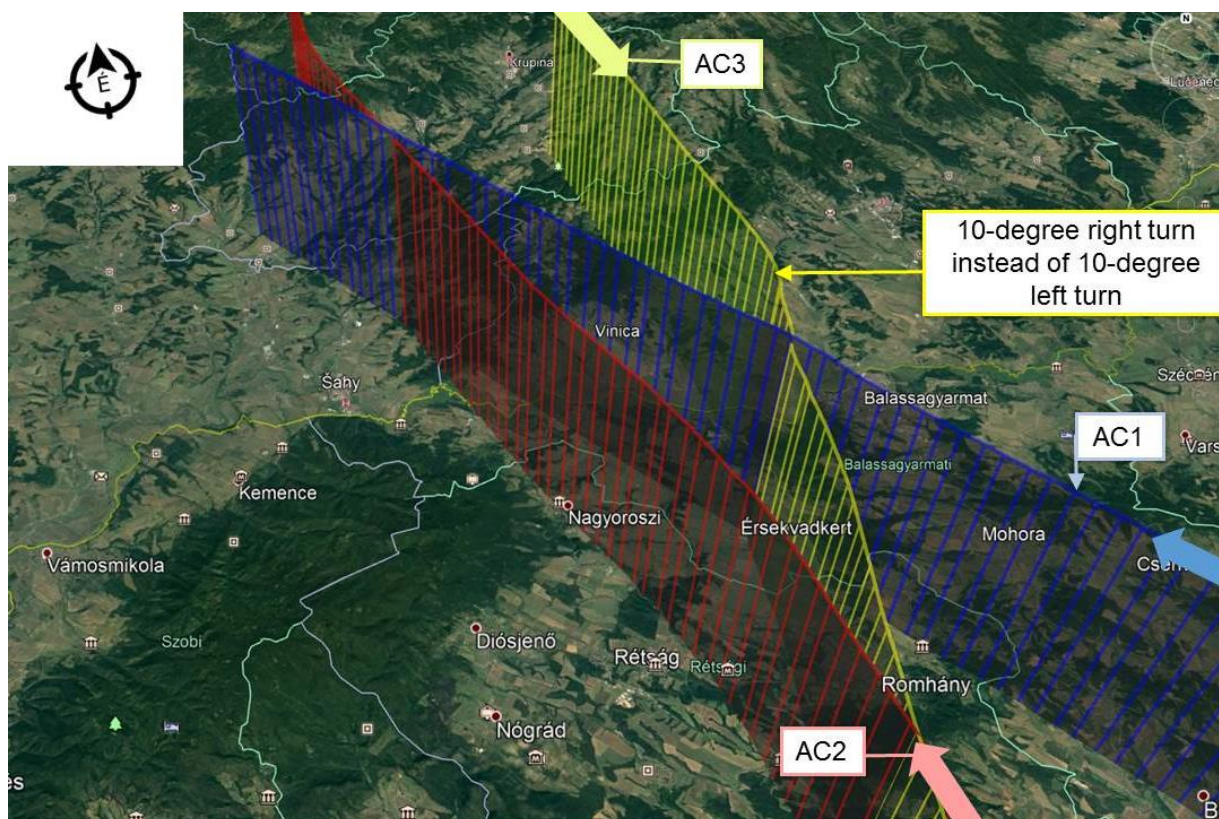 N
É
AC3
Krupina
10-degree right turn
instead of 10-degree
left turn
Vinica
Šahy
Balassagyarmat
AC1
Balassagyarmati
Kemence
Nagyoroszi
Érsekvadkert
Mohora
Vámosmikola
Szobi
Diósjenő
Rétság
Rétsági
Romhány
Nógrád
AC2
és
B